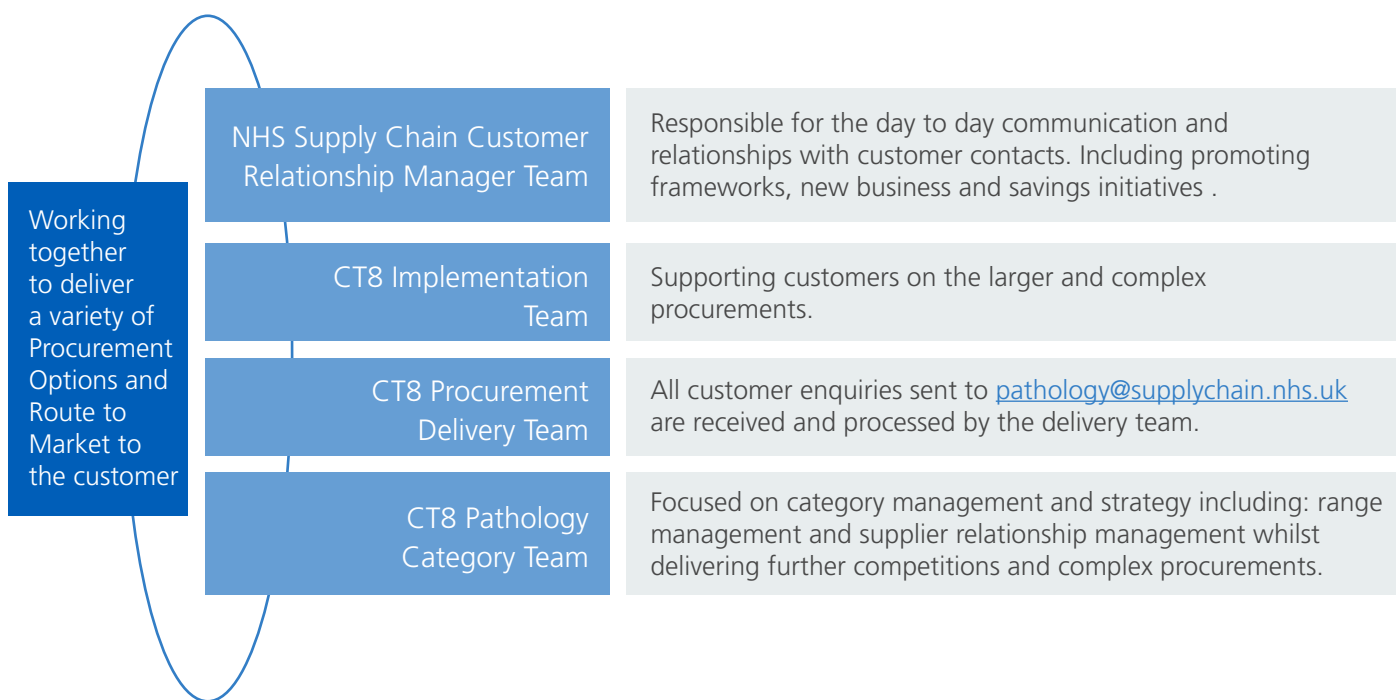 Working
together
to deliver
a variety of
Procurement
Options and
Route to
Market to
the customer
NHS Supply Chain Customer
Relationship Manager Team
Responsible for the day to day communication and
relationships with customer contacts. Including promoting
frameworks, new business and savings initiatives .
CT8 Implementation
Team
Supporting customers on the larger and complex
procurements.
CT8 Procurement
Delivery Team
All customer enquiries sent to pathology@supplychain.nhs.uk
are received and processed by the delivery team.
CT8 Pathology
Category Team
Focused on category management and strategy including: range
management and supplier relationship management whilst
delivering further competitions and complex procurements.